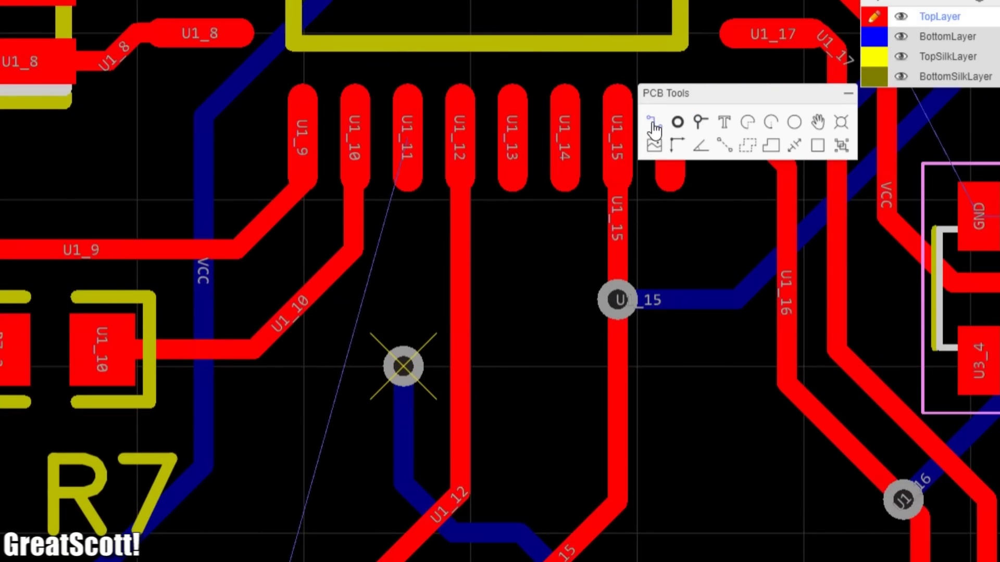 U1_8
U1_8
U1_8
U1_17
U1_17
TopLayer
BottomLayer
TopSilkLayer
BottomSilkLayer
PCB Tools
U1_9
U1_10
U1_11
U1_12
U1_13
U1_14
U1_15
U1_15
VCC
GND
U1_9
VCC
U1_10
U1_15
U1_16
U1_10
U3_4
R7
U1_12
U1
16
15
GreatScott!